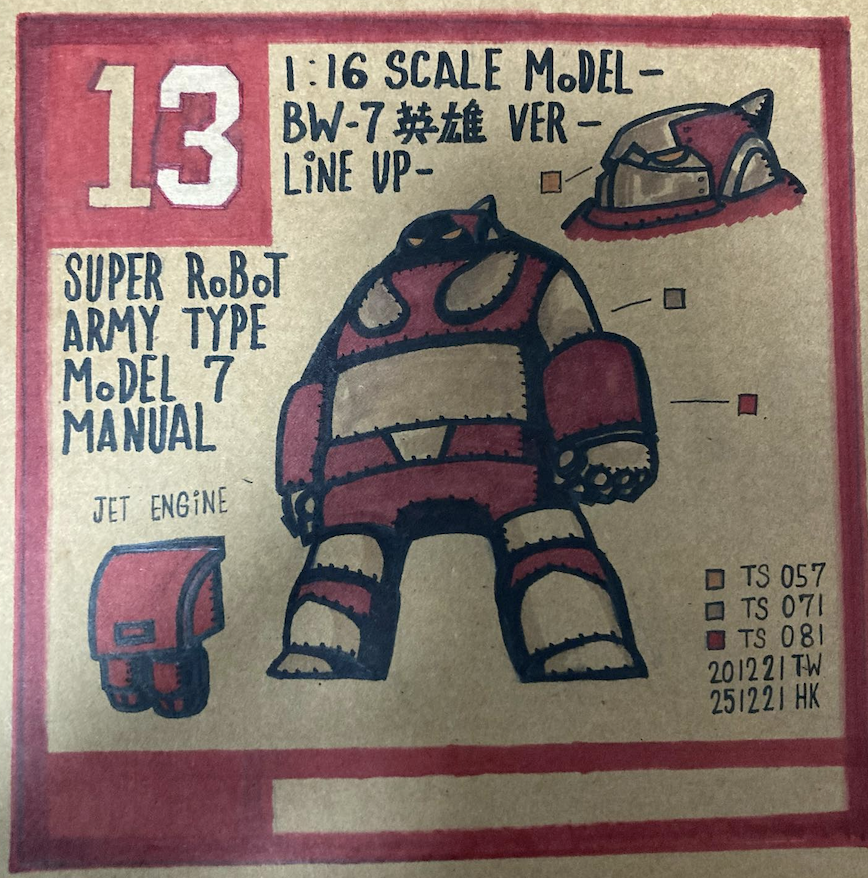 13
1:16 SCALE MoDEL-
BW-7 英雄 VER-
LiNE UP-
SUPER RoBoT
ARMY TYPE
MoDEL 7
MANUAL
JET ENGiNE
TS 057
TS 071
TS 081
201221 TW
251221 HK